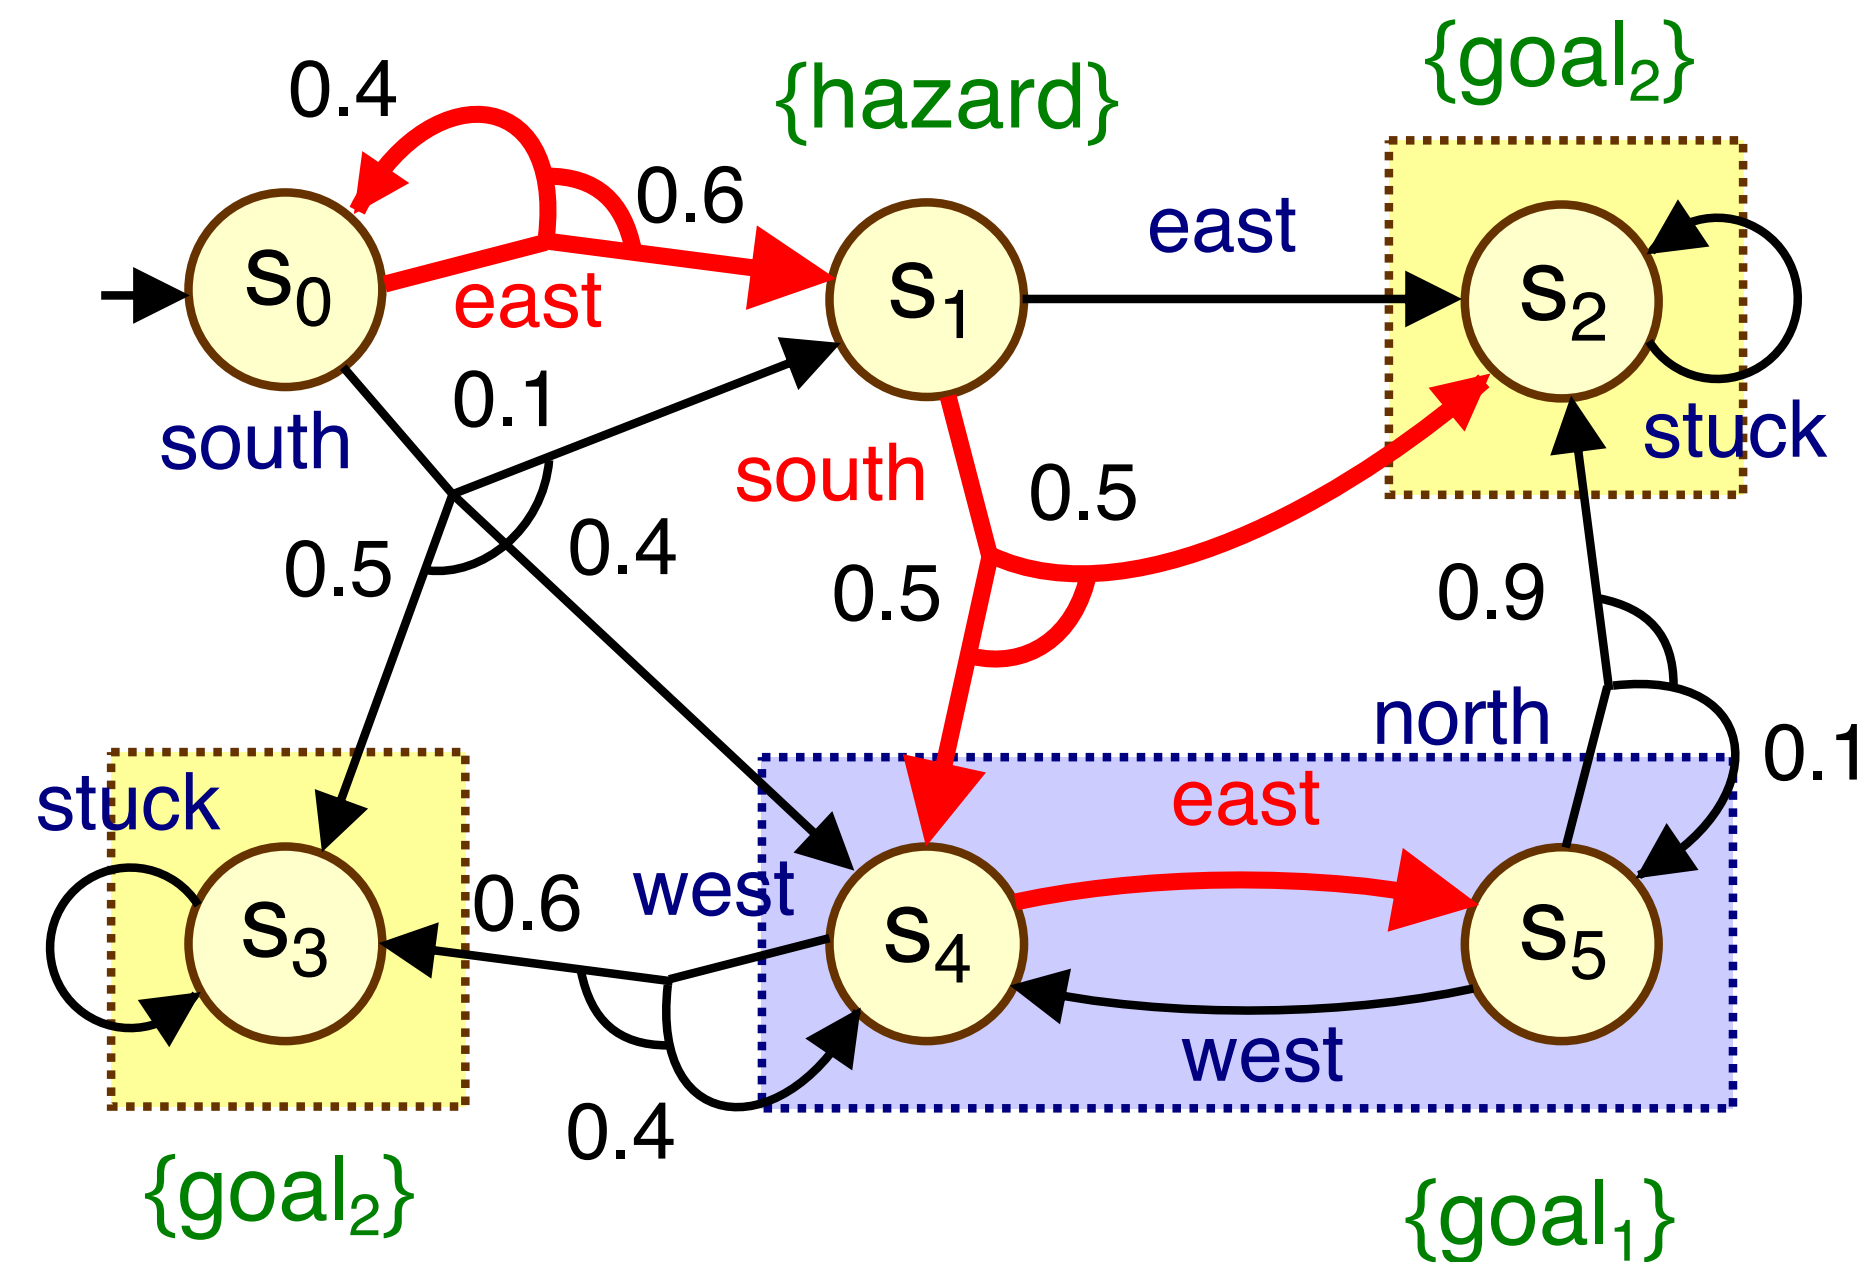 {goal₂}
0.4
{hazard}
0.6
east
s₀
s₁
s₂
east
0.1
south
stuck
south
0.5
0.4
0.5
0.5
0.9
north
0.1
stuck
east
west
0.6
s₃
s₄
s₅
west
0.4
{goal₂}
{goal₁}